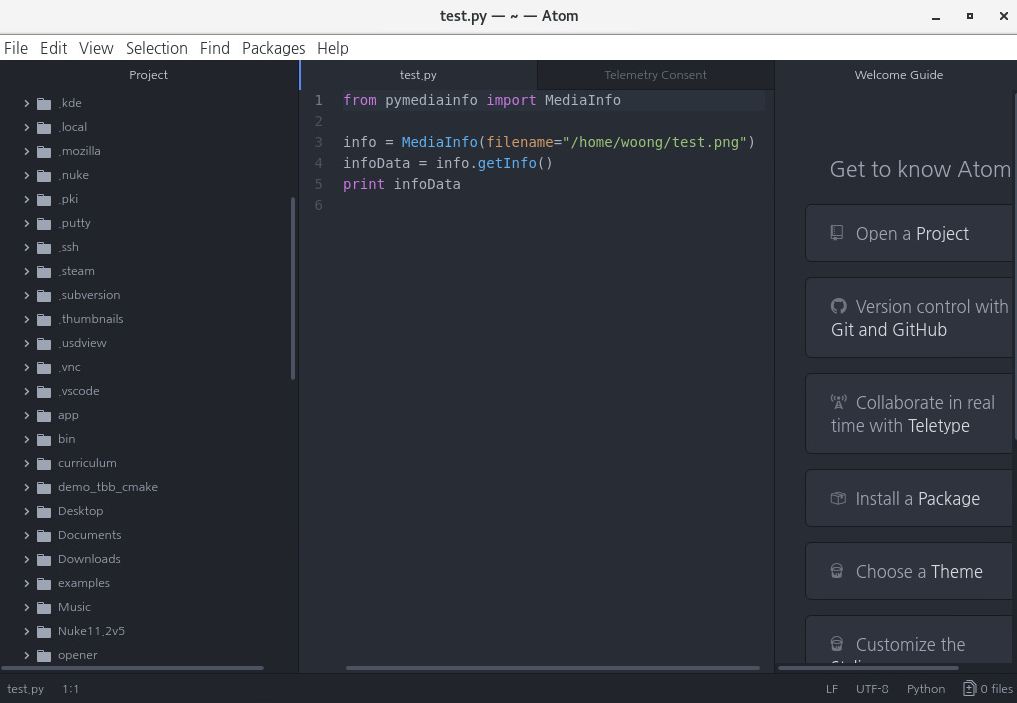 test.py — ~ — Atom
File Edit View Selection Find Packages Help
Project
.kde
.local
.mozilla
.nuke
.pki
.putty
.ssh
.steam
.subversion
.thumbnails
.usdview
.vnc
.vscode
app
bin
curriculum
demo_tbb_cmake
Desktop
Documents
Downloads
examples
Music
Nuke11.2v5
opener
test.py
Telemetry Consent
1 from pymediainfo import MediaInfo
2
3 info = MediaInfo(filename="/home/woong/test.png")
4 infoData = info.getInfo()
5 print infoData
6
Welcome Guide
Get to know Atom
Open a Project
Version control with
Git and GitHub
Collaborate in real
time with Teletype
Install a Package
Choose a Theme
Customize the
test.py 1:1 LF UTF-8 Python 0 files